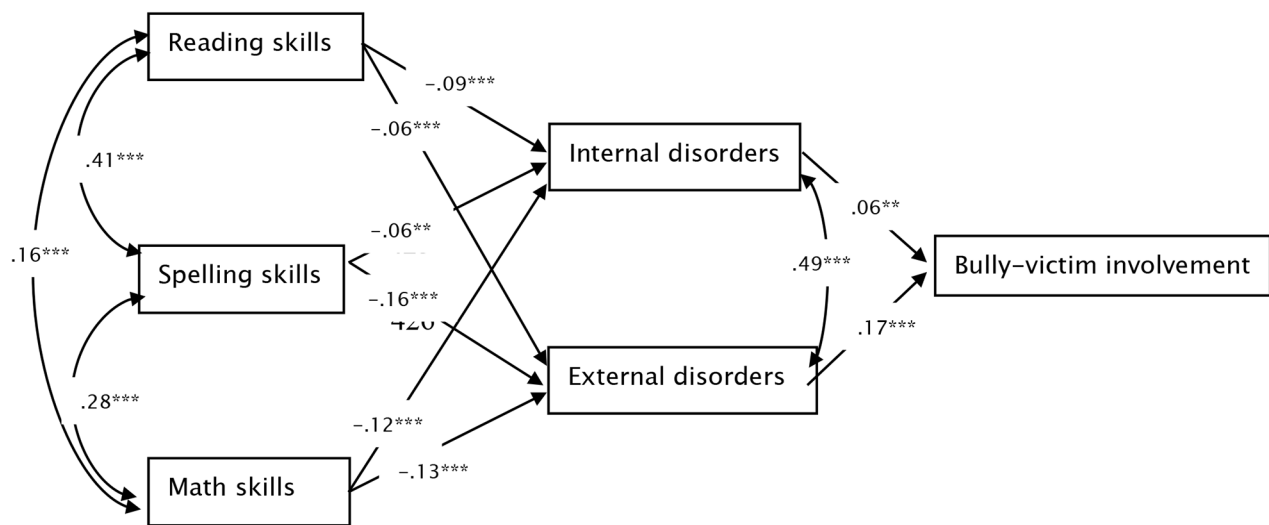 Reading skills
-.09***
-.06***
Internal disorders
.41***
.06**
-.06**
.16***
Spelling skills
.49***
Bully-victim involvement
-.16***
.17***
External disorders
.28***
-.12***
-.13***
Math skills